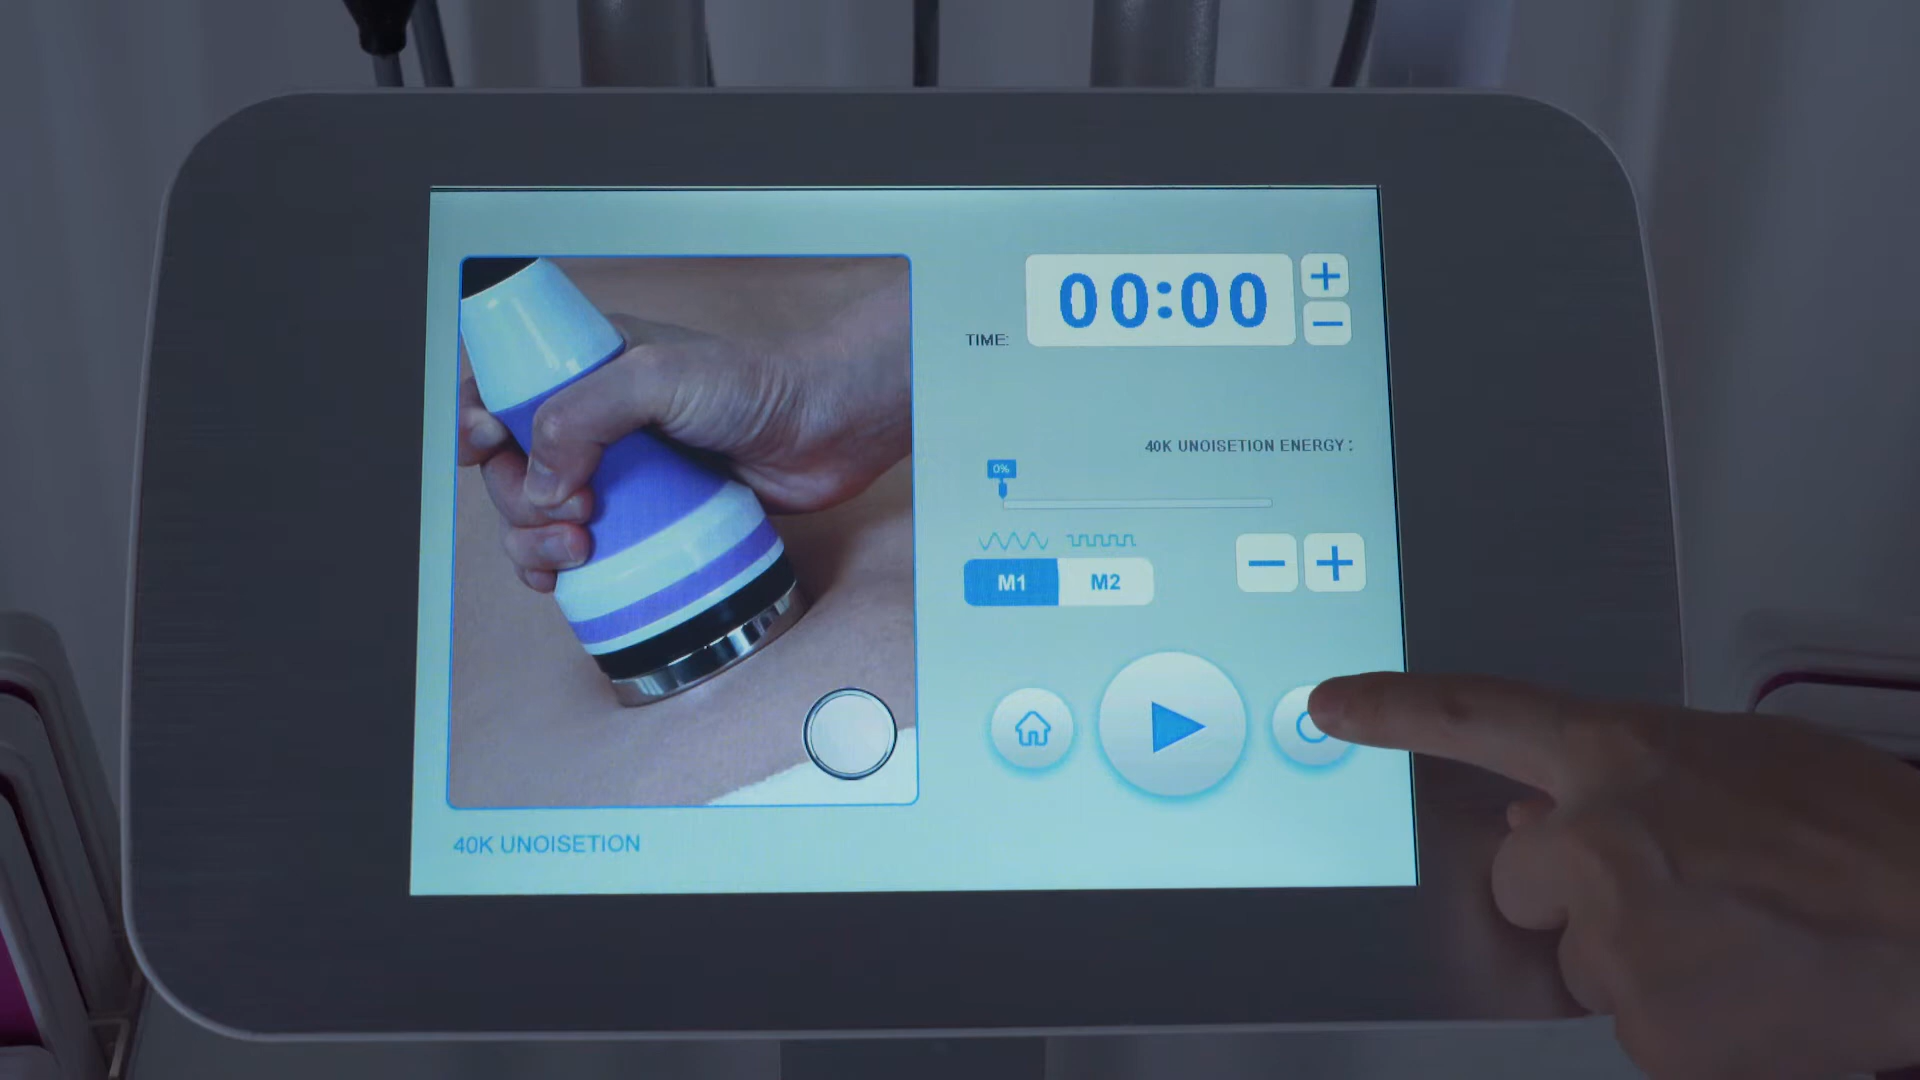 00:00
TIME:
40K UNOISETION ENERGY:
0%
M1 M2
40K UNOISETION